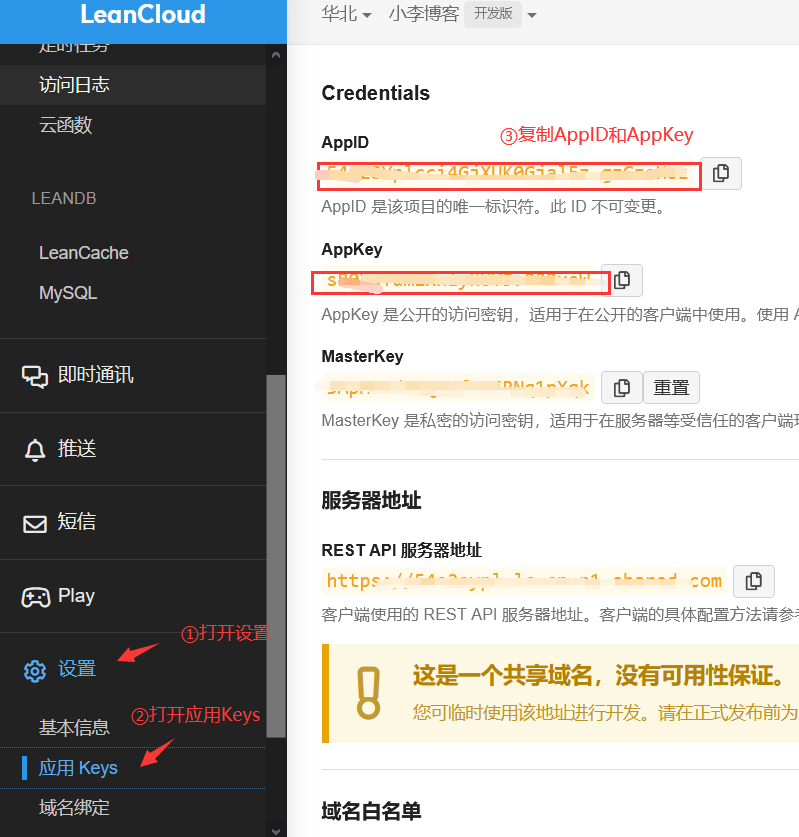 LeanCloud
定时任务
访问日志
云函数
LEANDB
LeanCache
MySQL
即时通讯
推送
短信
Play
①打开设置
设置
②打开应用Keys
基本信息
应用 Keys
域名绑定
华北
小李博客
开发版
Credentials
③复制AppID和AppKey
AppID
AppID 是该项目的唯一标识符。此 ID 不可变更。
AppKey
AppKey 是公开的访问密钥，适用于在公开的客户端中使用。使用
MasterKey
重置
MasterKey 是私密的访问密钥，适用于在服务器等受信任的客户端环
服务器地址
REST API 服务器地址
客户端使用的 REST API 服务器地址。客户端的具体配置方法请参考
这是一个共享域名，没有可用性保证。
您可临时使用该地址进行开发。请在正式发布前为
域名白名单